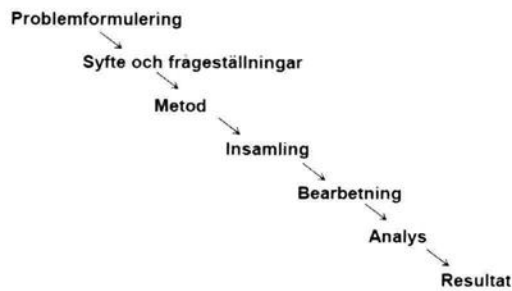 Problemformulering
Syfte och frågeställningar
Metod
Insamling
Bearbetning
Analys
Resultat